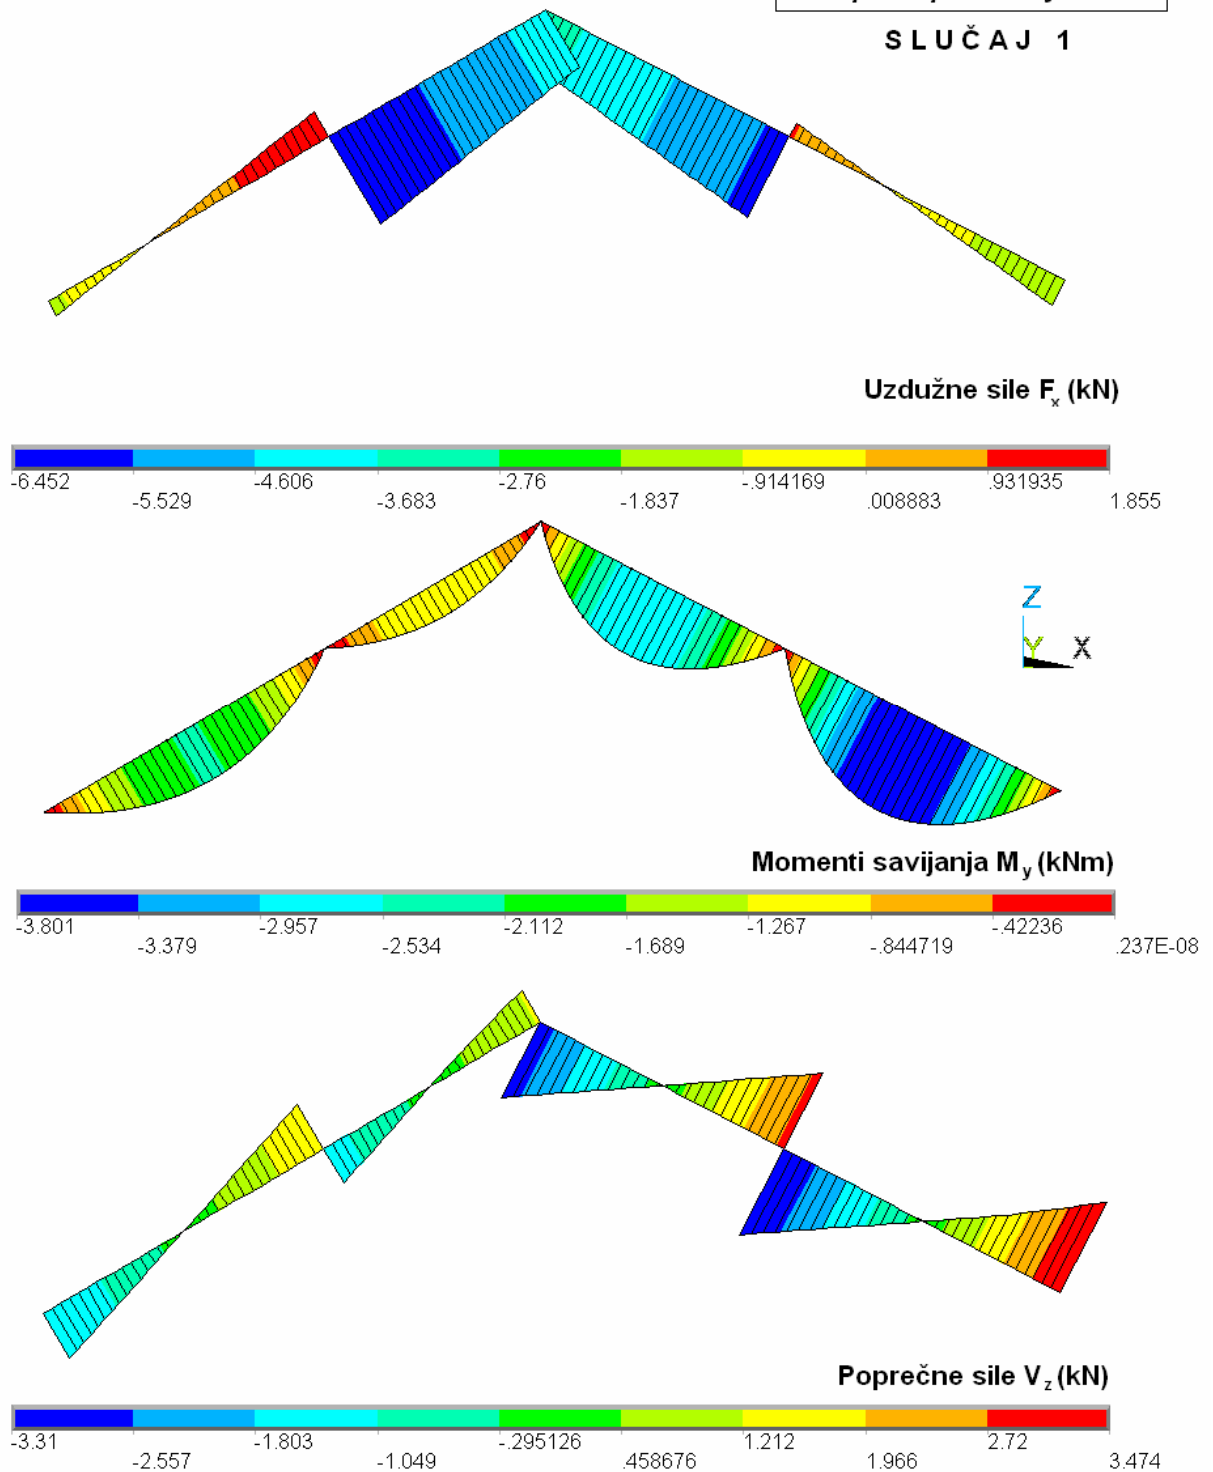 SLUČAJ 1
Uzdužne sile Fx (kN)
-6.452 -4.606 -2.76 -.914169 .931935
-5.529 -3.683 -1.837 .008883 1.855
Z
Y X
Momenti savijanja My (kNm)
-3.801 -2.957 -2.112 -1.267 -.42236
-3.379 -2.534 -1.689 -.844719 .237E-08
Poprečne sile Vz (kN)
-3.31 -1.803 -.295126 1.212 2.72
-2.557 -1.049 .458676 1.966 3.474